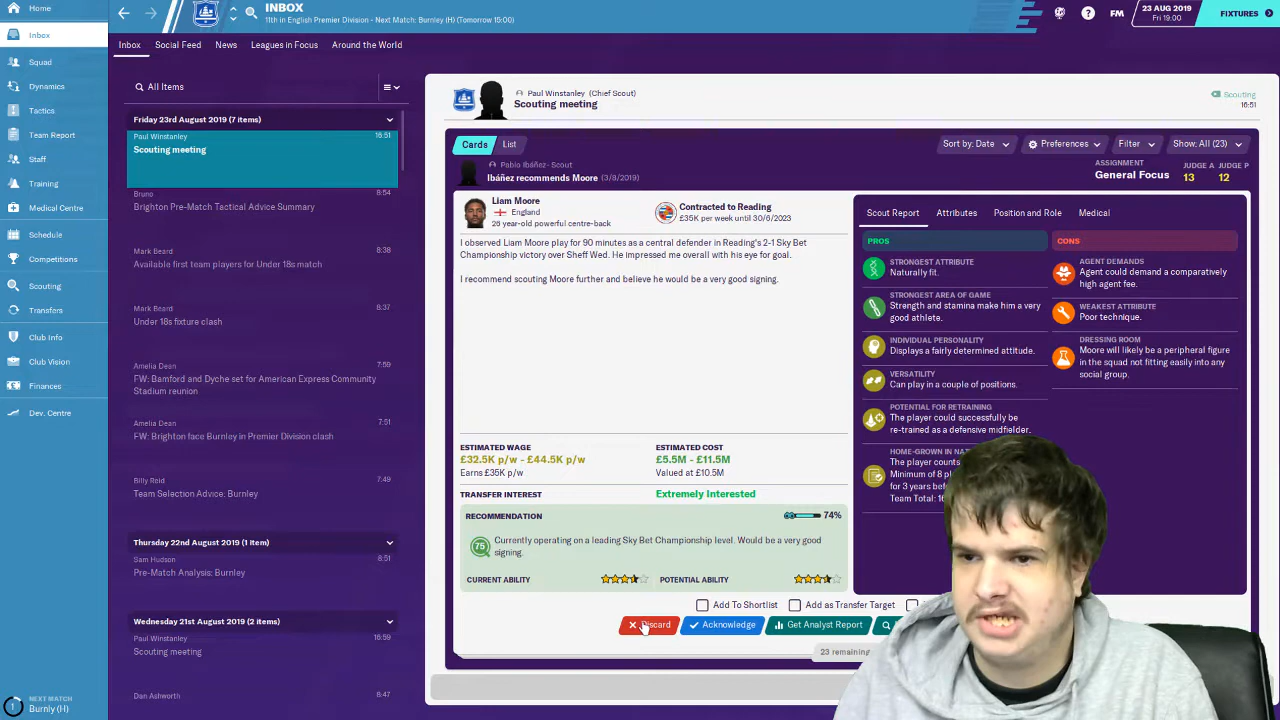 Home
INBOX
11th in English Premier Division - Next Match: Burnley (H) (Tomorrow 15:00)
FM
23 AUG 2019
Fri 19:00
FIXTURES
Inbox
Squad
Dynamics
Tactics
Team Report
Staff
Training
Medical Centre
Schedule
Competitions
Scouting
Transfers
Club Info
Club Vision
Finances
Dev. Centre
NEXT MATCH
Burnly (H)
1
Inbox
Social Feed
News
Leagues in Focus
Around the World
All Items
Friday 23rd August 2019 (7 items)
Paul Winstanley
16:51
Scouting meeting
Bruno
8:54
Brighton Pre-Match Tactical Advice Summary
Mark Beard
8:38
Available first team players for Under 18s match
Mark Beard
8:37
Under 18s fixture clash
Amelia Dean
7:59
FW: Bamford and Dyche set for American Express Community
Stadium reunion
Amelia Dean
7:51
FW: Brighton face Burnley in Premier Division clash
Billy Reid
7:49
Team Selection Advice: Burnley
Thursday 22nd August 2019 (1 item)
Sam Hudson
8:51
Pre-Match Analysis: Burnley
Wednesday 21st August 2019 (2 items)
Paul Winstanley
16:59
Scouting meeting
Dan Ashworth
8:47
Paul Winstanley (Chief Scout)
Scouting meeting
Scouting
16:51
Cards
List
Sort by: Date
Preferences
Filter
Show: All (23)
Pablo Ibáñez - Scout
Ibáñez recommends Moore (3/8/2019)
ASSIGNMENT
General Focus
JUDGE A
13
JUDGE P
12
Liam Moore
England
26 year-old powerful centre-back
Contracted to Reading
£35K per week until 30/6/2023
I observed Liam Moore play for 90 minutes as a central defender in Reading's 2-1 Sky Bet
Championship victory over Sheff Wed. He impressed me overall with his eye for goal.
I recommend scouting Moore further and believe he would be a very good signing.
ESTIMATED WAGE
£32.5K p/w - £44.5K p/w
Earns £35K p/w
ESTIMATED COST
£5.5M - £11.5M
Valued at £10.5M
TRANSFER INTEREST
Extremely Interested
RECOMMENDATION
74%
75
Currently operating on a leading Sky Bet Championship level. Would be a very good
signing.
CURRENT ABILITY
POTENTIAL ABILITY
Add To Shortlist
Add as Transfer Target
Discard
Acknowledge
Get Analyst Report
23 remaining
Scout Report
Attributes
Position and Role
Medical
PROS
STRONGEST ATTRIBUTE
Naturally fit.
STRONGEST AREA OF GAME
Strength and stamina make him a very
good athlete.
INDIVIDUAL PERSONALITY
Displays a fairly determined attitude.
VERSATILITY
Can play in a couple of positions.
POTENTIAL FOR RETRAINING
The player could successfully be
re-trained as a defensive midfielder.
HOME-GROWN IN NAT
The player counts
Minimum of 8 pl
for 3 years befor
Team Total: 16
CONS
AGENT DEMANDS
Agent could demand a comparatively
high agent fee.
WEAKEST ATTRIBUTE
Poor technique.
DRESSING ROOM
Moore will likely be a peripheral figure
in the squad not fitting easily into any
social group.